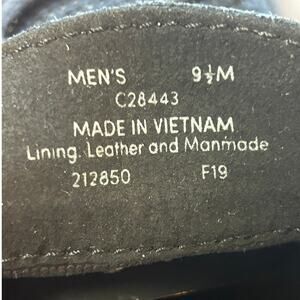 MEN'S 9½M
C28443
MADE IN VIETNAM
Lining: Leather and Manmade
212850 F19